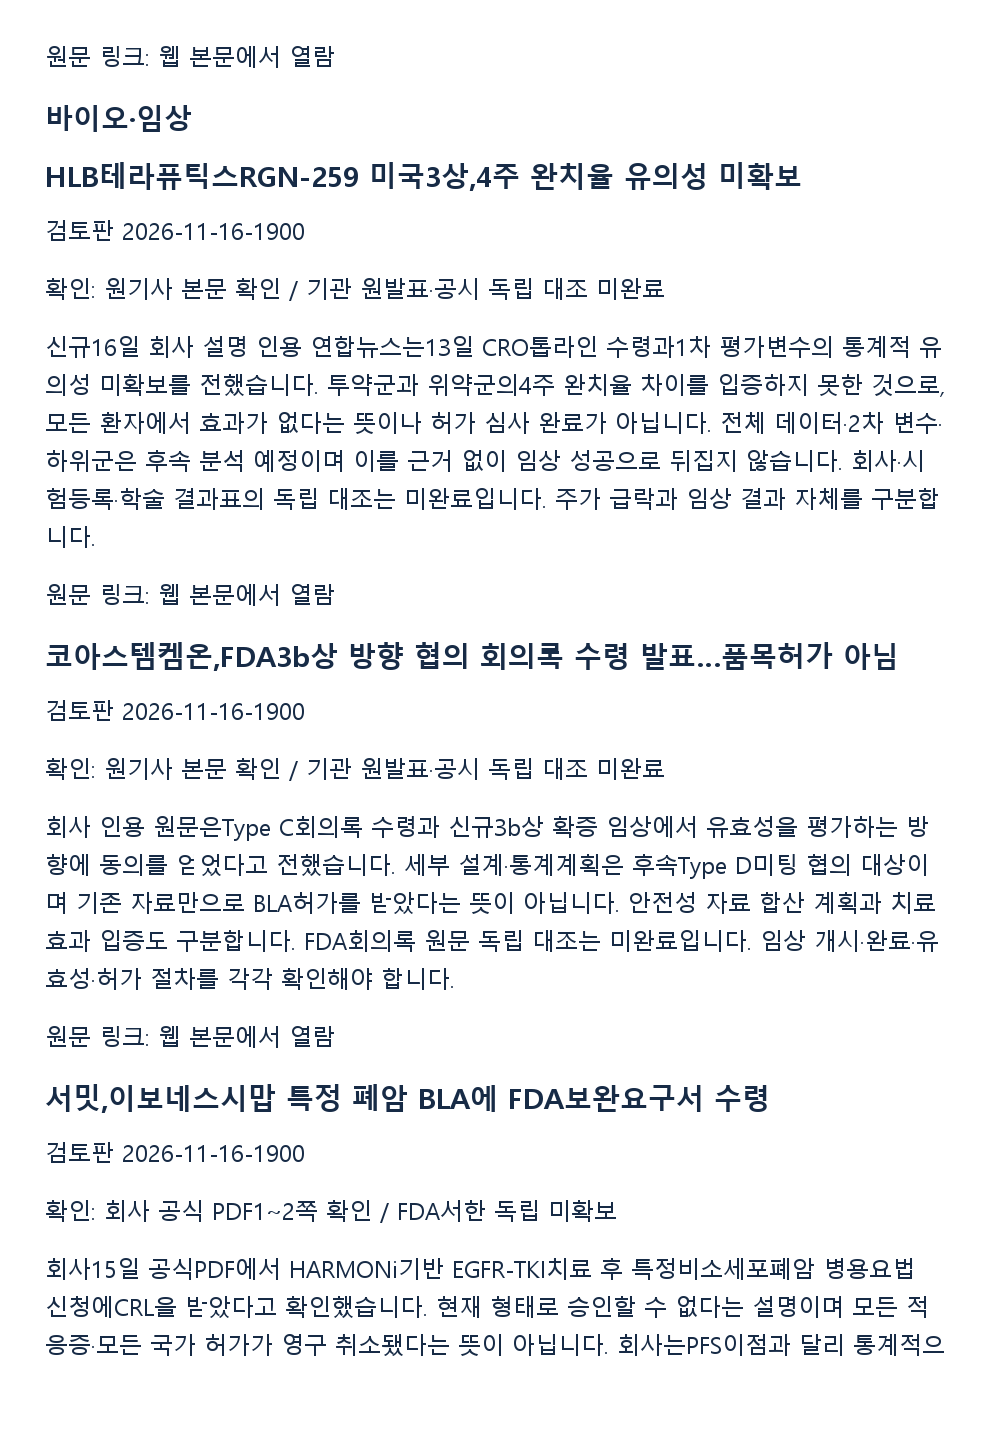 원문 링크: 웹 본문에서 열람
바이오·임상
HLB테라퓨틱스RGN-259 미국3상,4주 완치율 유의성 미확보
검토판 2026-11-16-1900
확인: 원기사 본문 확인 / 기관 원발표·공시 독립 대조 미완료
신규16일 회사 설명 인용 연합뉴스는13일 CRO톱라인 수령과1차 평가변수의 통계적 유
의성 미확보를 전했습니다. 투약군과 위약군의4주 완치율 차이를 입증하지 못한 것으로,
모든 환자에서 효과가 없다는 뜻이나 허가 심사 완료가 아닙니다. 전체 데이터·2차 변수·
하위군은 후속 분석 예정이며 이를 근거 없이 임상 성공으로 뒤집지 않습니다. 회사·시
험등록·학술 결과표의 독립 대조는 미완료입니다. 주가 급락과 임상 결과 자체를 구분합
니다.
원문 링크: 웹 본문에서 열람
코아스템켐온,FDA3b상 방향 협의 회의록 수령 발표…품목허가 아님
검토판 2026-11-16-1900
확인: 원기사 본문 확인 / 기관 원발표·공시 독립 대조 미완료
회사 인용 원문은Type C회의록 수령과 신규3b상 확증 임상에서 유효성을 평가하는 방
향에 동의를 얻었다고 전했습니다. 세부 설계·통계계획은 후속Type D미팅 협의 대상이
며 기존 자료만으로 BLA허가를 받았다는 뜻이 아닙니다. 안전성 자료 합산 계획과 치료
효과 입증도 구분합니다. FDA회의록 원문 독립 대조는 미완료입니다. 임상 개시·완료·유
효성·허가 절차를 각각 확인해야 합니다.
원문 링크: 웹 본문에서 열람
서밋,이보네스시맙 특정 폐암 BLA에 FDA보완요구서 수령
검토판 2026-11-16-1900
확인: 회사 공식 PDF1~2쪽 확인 / FDA서한 독립 미확보
회사15일 공식PDF에서 HARMONi기반 EGFR-TKI치료 후 특정비소세포폐암 병용요법
신청에CRL을 받았다고 확인했습니다. 현재 형태로 승인할 수 없다는 설명이며 모든 적
응증·모든 국가 허가가 영구 취소됐다는 뜻이 아닙니다. 회사는PFS이점과 달리 통계적으